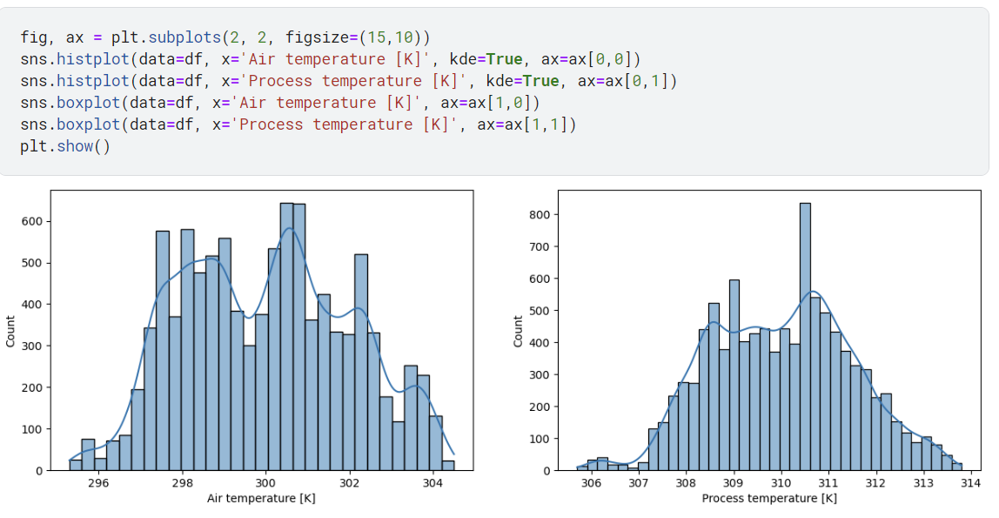 fig, ax = plt.subplots(2, 2, figsize=(15,10))
sns.histplot(data=df, x='Air temperature [K]', kde=True, ax=ax[0,0])
sns.histplot(data=df, x='Process temperature [K]', kde=True, ax=ax[0,1])
sns.boxplot(data=df, x='Air temperature [K]', ax=ax[1,0])
sns.boxplot(data=df, x='Process temperature [K]', ax=ax[1,1])
plt.show()
600
500
400
300
200
100
0
Count
296 298 300 302 304
Air temperature [K]
800
700
600
500
400
300
200
100
0
Count
306 307 308 309 310 311 312 313 314
Process temperature [K]